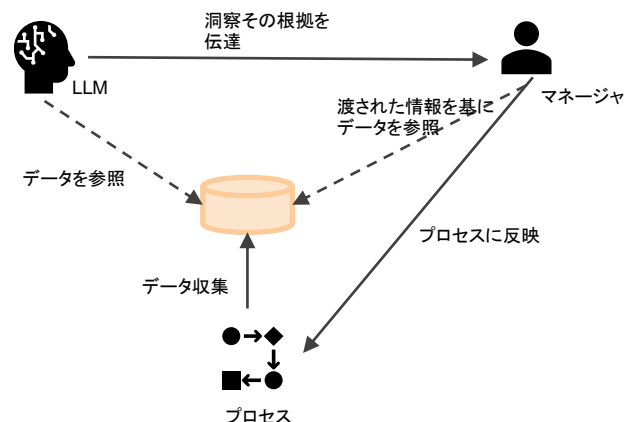 洞察その根拠を
伝達
LLM
マネージャ
渡された情報を基に
データを参照
データを参照
プロセスに反映
データ収集
プロセス